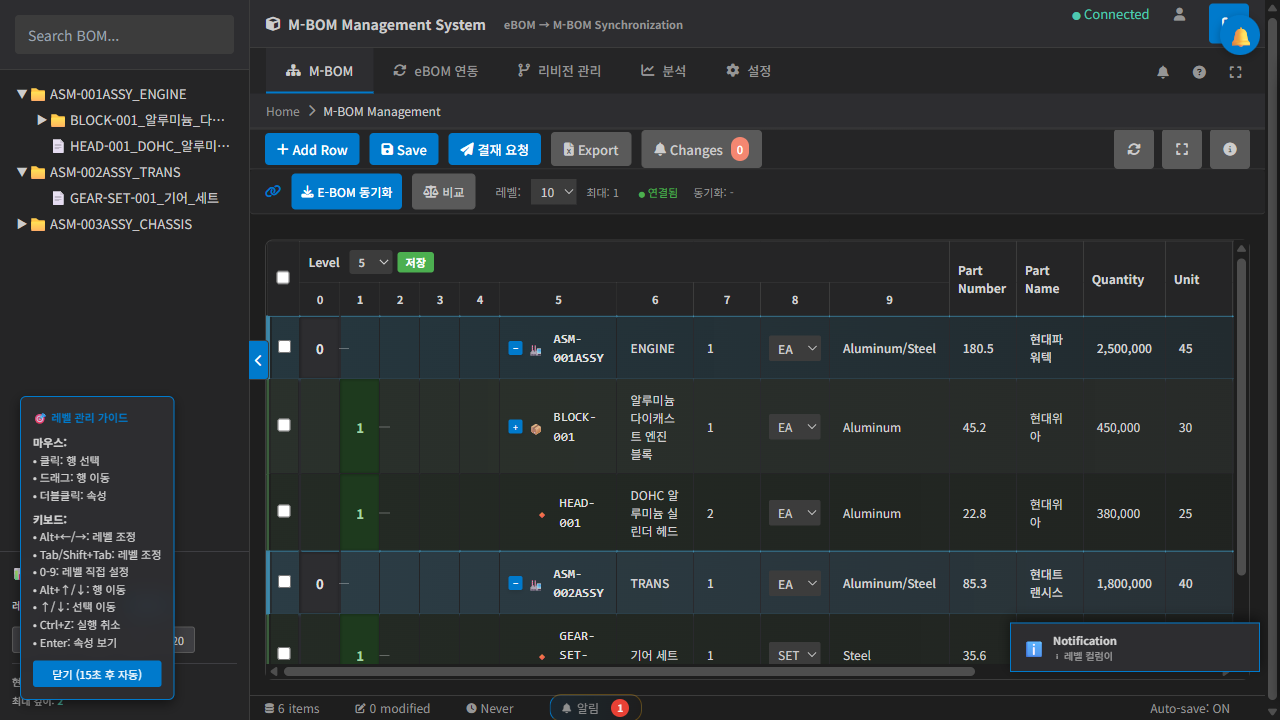 Search BOM...
ASM-001ASSY_ENGINE
BLOCK-001_알루미늄_다…
HEAD-001_DOHC_알루미…
ASM-002ASSY_TRANS
GEAR-SET-001_기어_세트
ASM-003ASSY_CHASSIS
🎯 레벨 관리 가이드
마우스:
• 클릭: 행 선택
• 드래그: 행 이동
• 더블클릭: 속성
키보드:
• Alt+←/→: 레벨 조정
• Tab/Shift+Tab: 레벨 조정
• 0-9: 레벨 직접 설정
• Alt+↑/↓: 행 이동
• ↑/↓: 선택 이동
• Ctrl+Z: 실행 취소
• Enter: 속성 보기
닫기 (15초 후 자동)
20
최대 깊이: 2
M-BOM Management System
eBOM → M-BOM Synchronization
Connected
M-BOM
eBOM 연동
리비전 관리
분석
설정
Home > M-BOM Management
+ Add Row
Save
결재 요청
Export
Changes 0
E-BOM 동기화
비교
레벨:
10
최대: 1
연결됨
동기화: -
Level
5
저장
Part Number
Part Name
Quantity
Unit
0 1 2 3 4 5 6 7 8 9
0 ASM-001ASSY ENGINE 1 EA Aluminum/Steel 180.5 현대파워텍 2,500,000 45
1 BLOCK-001 알루미늄 다이캐스트 엔진 블록 1 EA Aluminum 45.2 현대위아 450,000 30
1 HEAD-001 DOHC 알루미늄 실린더 헤드 2 EA Aluminum 22.8 현대위아 380,000 25
0 ASM-002ASSY TRANS 1 EA Aluminum/Steel 85.3 현대트랜시스 1,800,000 40
1 GEAR-SET- 기어 세트 1 SET Steel 35.6
Notification
레벨 컬럼이
6 items
0 modified
Never
알림 1
Auto-save: ON